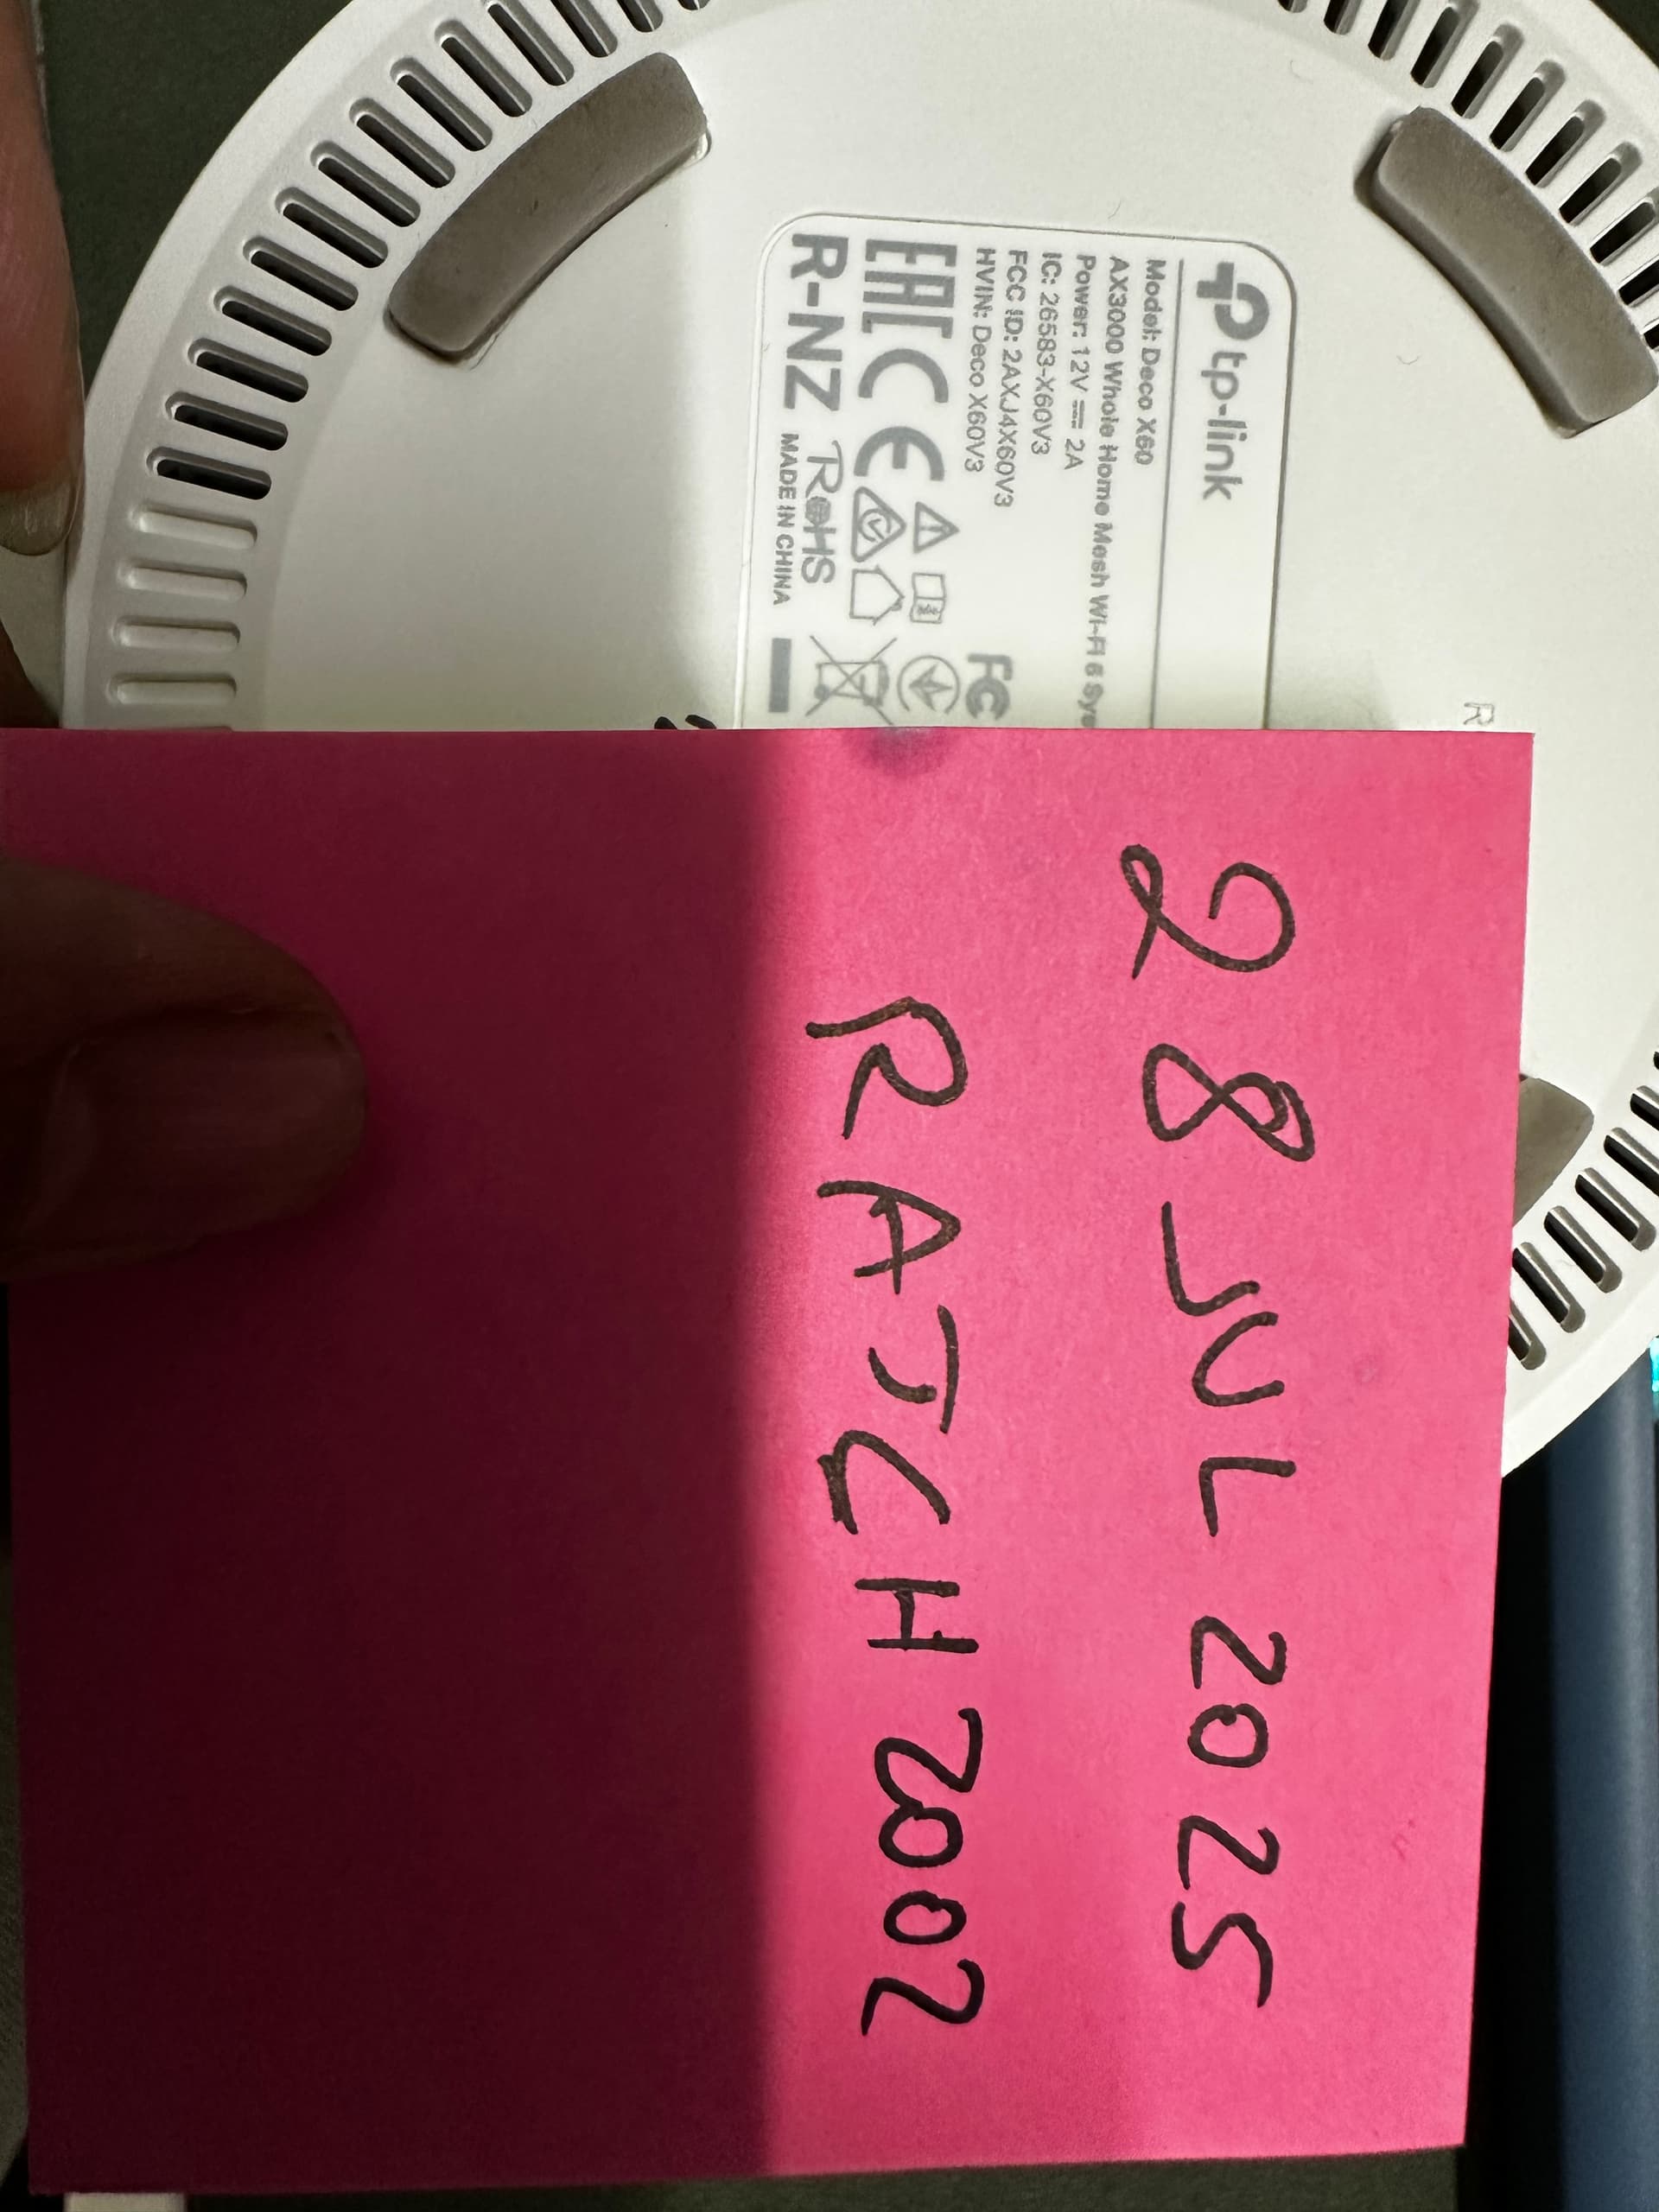 tp-link
Model: Deco X60
AX3000 Whole Home Mesh Wi-Fi 6 Sys
Power: 12V ⎓ 2A
IC: 26583-X60V3
FCC ID: 2AXJ4X60V3
HVIN: Deco X60V3
FC
EAC CE
R-NZ RoHS
MADE IN CHINA
R
28 JUL 2025
RAJCH2002